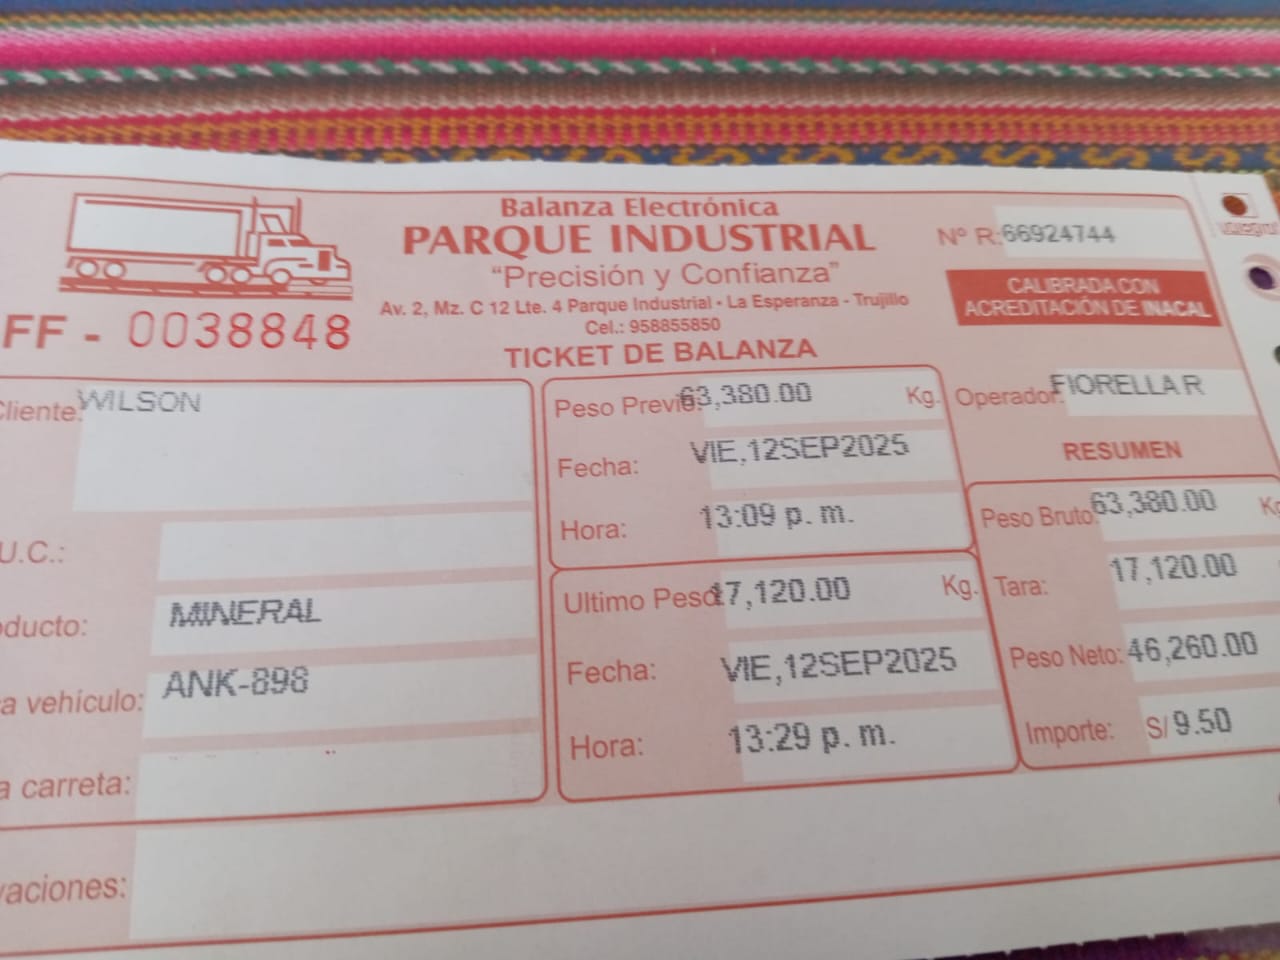 Balanza Electrónica
PARQUE INDUSTRIAL
"Precisión y Confianza"
Av. 2, Mz. C 12 Lte. 4 Parque Industrial - La Esperanza - Trujillo
Cel.: 958855850
TICKET DE BALANZA
Nº R: 66924744
CALIBRADA CON
ACREDITACIÓN DE INACAL
FF - 0038848
Cliente: WILSON
U.C.:
oducto: MINERAL
a vehículo: ANK-898
a carreta:
vaciones:
Peso Previo: 63,380.00 Kg.
Fecha: VIE,12SEP2025
Hora: 13:09 p. m.
Ultimo Peso: 17,120.00 Kg.
Fecha: VIE,12SEP2025
Hora: 13:29 p. m.
Operador: FIORELLA R
RESUMEN
Peso Bruto: 63,380.00 Kg
Tara: 17,120.00
Peso Neto: 46,260.00
Importe: S/ 9.50